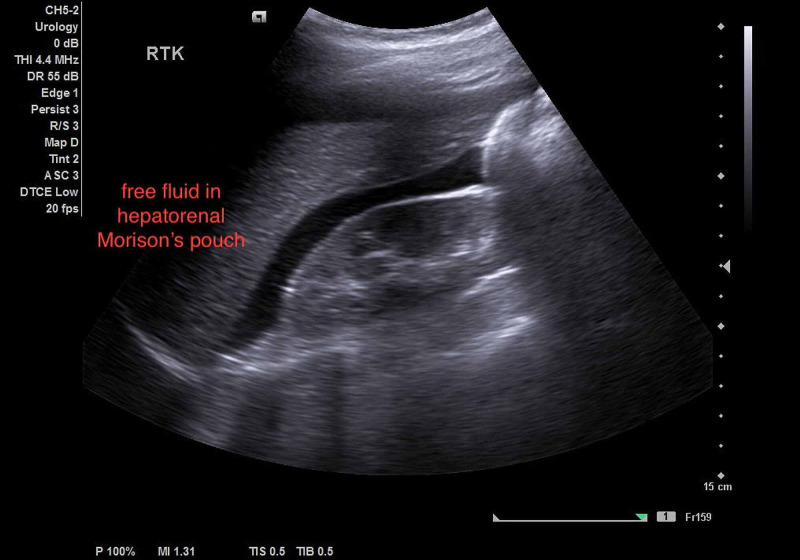 CH5-2
Urology
0 dB
THI 4.4 MHz
DR 55 dB
Edge 1
Persist 3
R/S 3
Map D
Tint 2
ASC 3
DTCE Low
20 fps
RTK
free fluid in
hepatorenal
Morison's pouch
15 cm
1 Fr159
P 100% MI 1.31 TIS 0.5 TIB 0.5